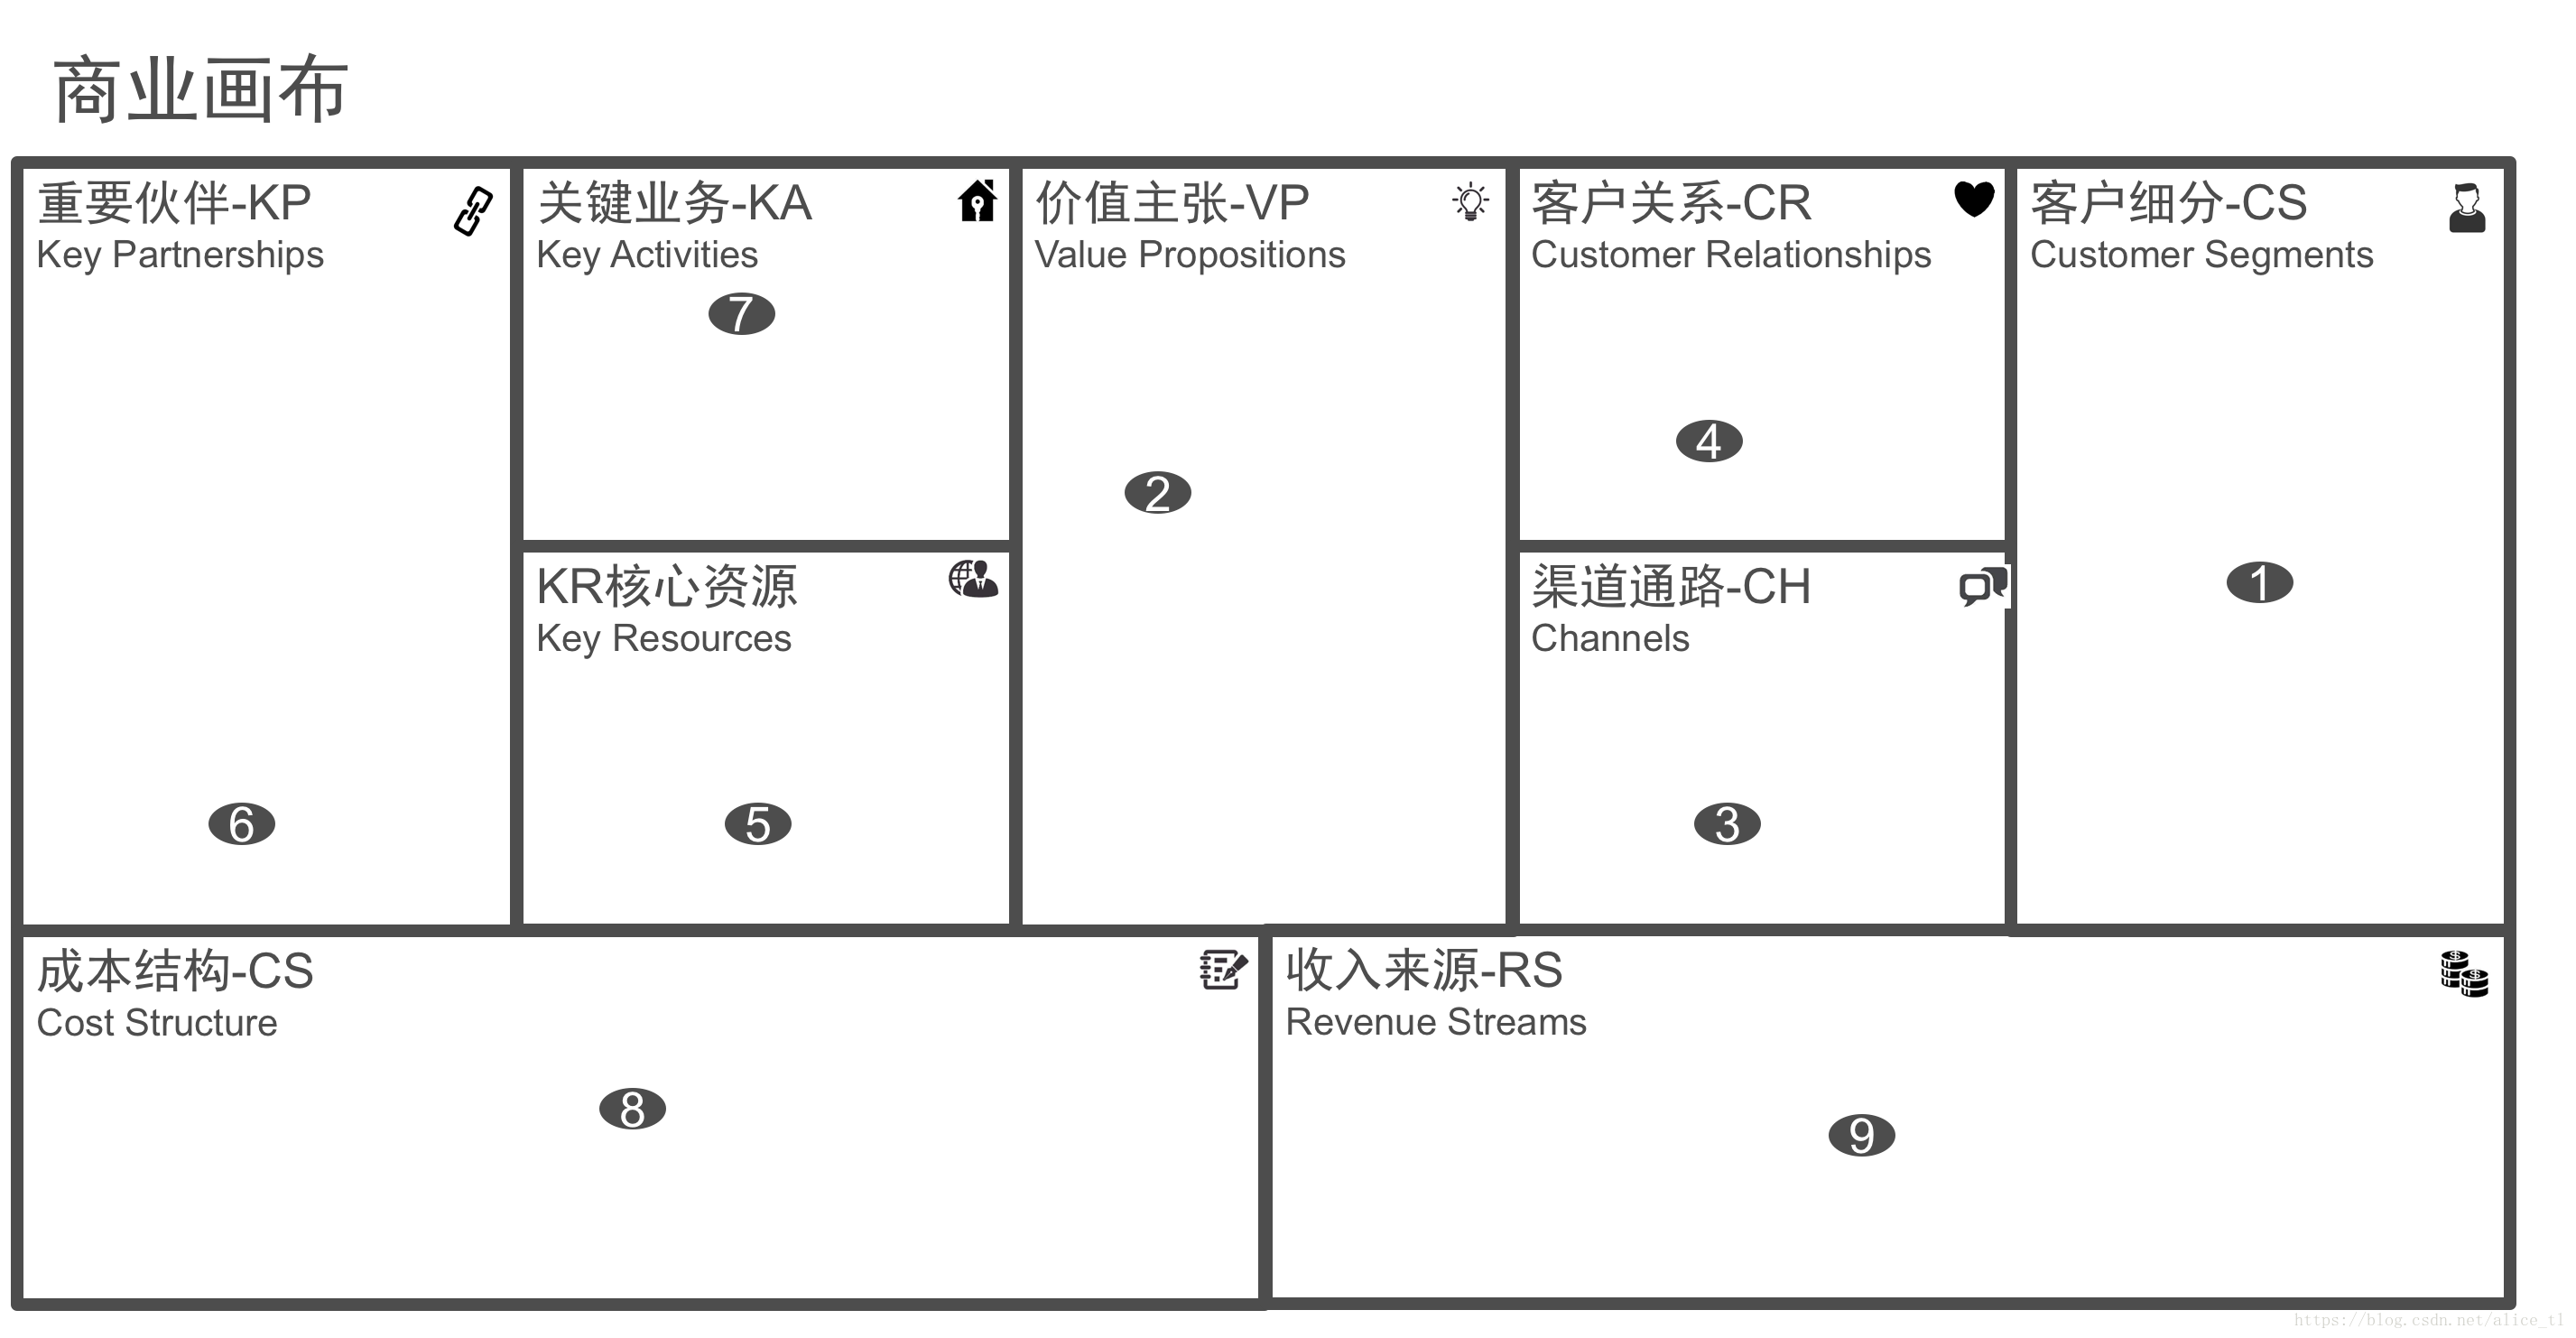 商业画布
重要伙伴-KP
Key Partnerships
6
关键业务-KA
Key Activities
7
KR核心资源
Key Resources
5
价值主张-VP
Value Propositions
2
客户关系-CR
Customer Relationships
4
渠道通路-CH
Channels
3
客户细分-CS
Customer Segments
1
成本结构-CS
Cost Structure
8
收入来源-RS
Revenue Streams
9
https://blog.csdn.net/alice_tl